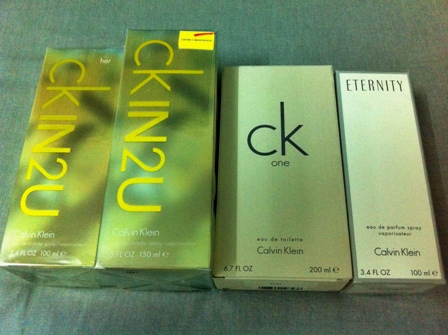 her
CKIN2U
Calvin Klein
100 ml e
CKIN2U
Calvin Klein
150 ml e
ck
one
eau de toilette
Calvin Klein
6.7 FL OZ 200 ml e
ETERNITY
eau de parfum spray
vaporisateur
Calvin Klein
3.4 FL OZ 100 ml e